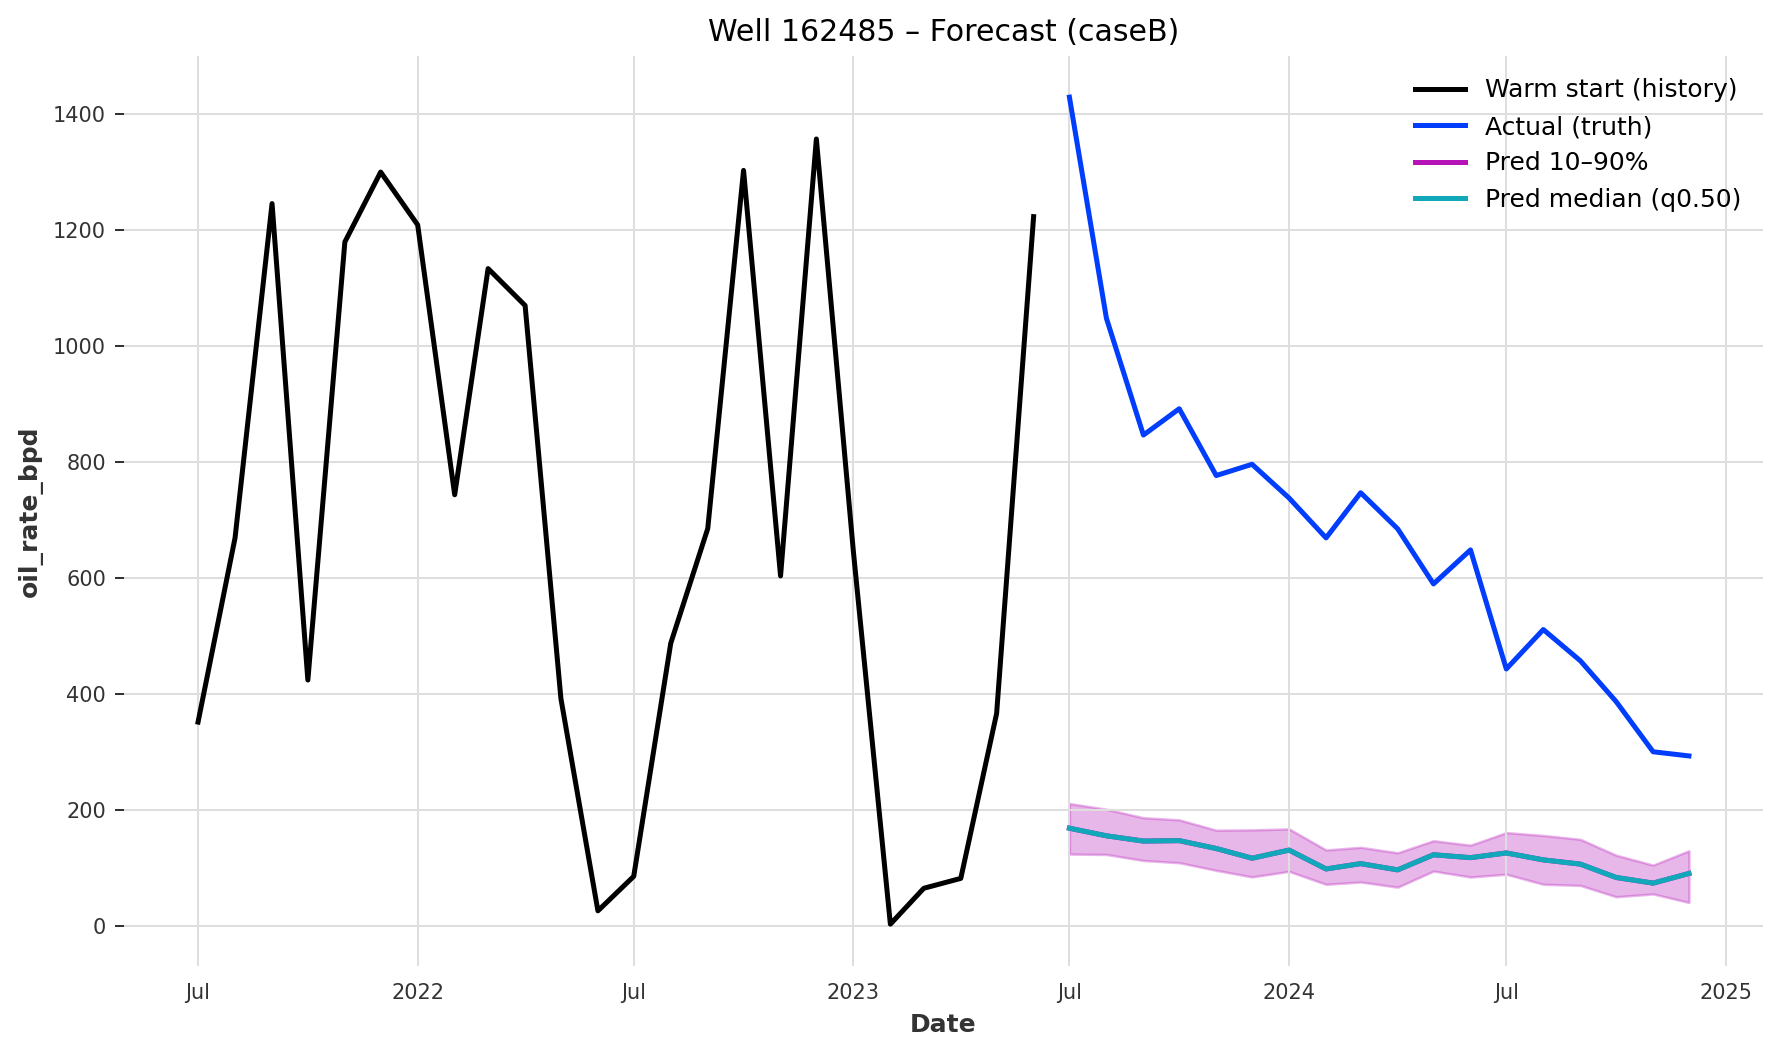 Well 162485 – Forecast (caseB)
Warm start (history)
Actual (truth)
Pred 10–90%
Pred median (q0.50)
oil_rate_bpd
1400
1200
1000
800
600
400
200
0
Jul
2022
Jul
2023
Jul
2024
Jul
2025
Date